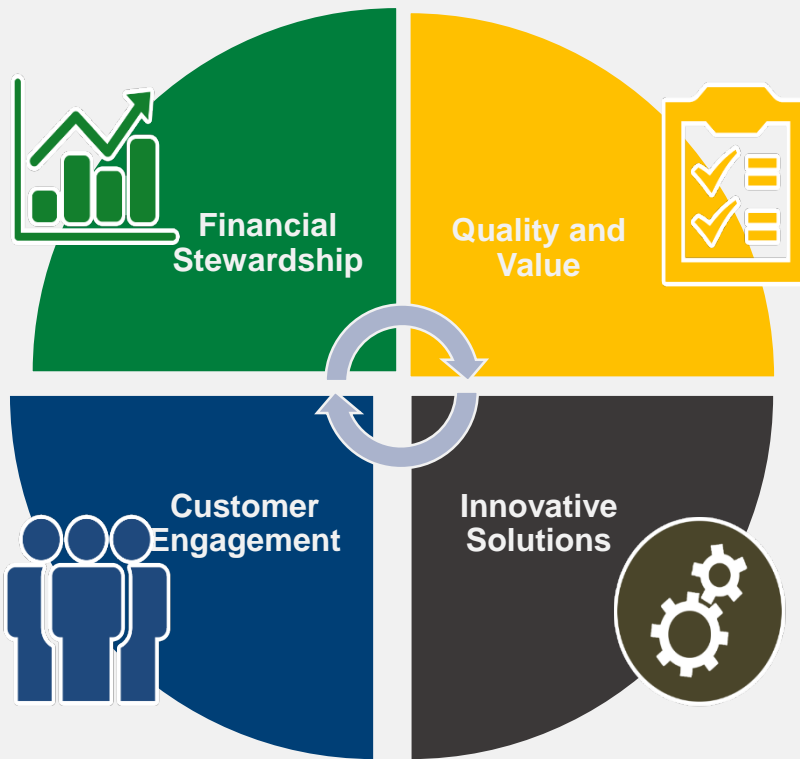 Financial
Stewardship
Quality and
Value
Customer
Engagement
Innovative
Solutions